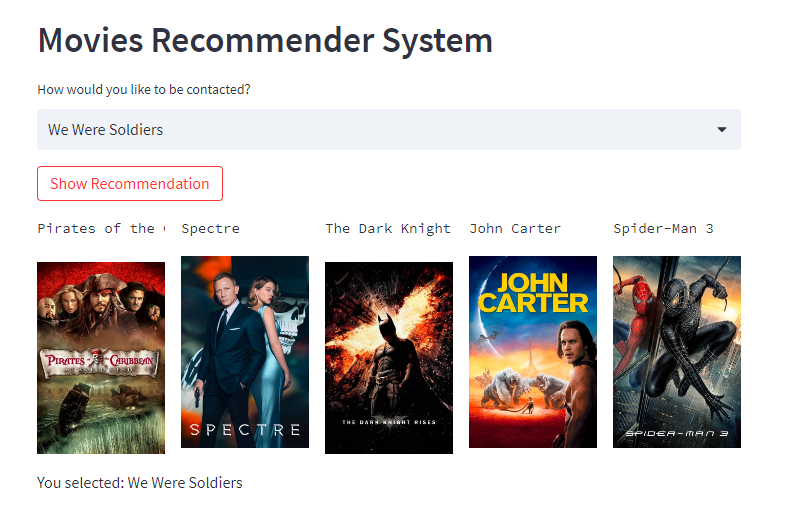 Movies Recommender System
How would you like to be contacted?
We Were Soldiers
Show Recommendation
Pirates of the
Spectre
The Dark Knight
John Carter
Spider-Man 3
PIRATES of the CARIBBEAN
SPECTRE
THE DARK KNIGHT RISES
JOHN
CARTER
SPIDER-MAN 3
You selected: We Were Soldiers